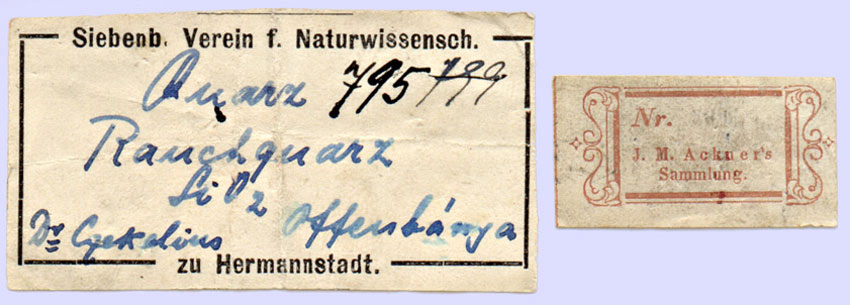 Siebenb. Verein f. Naturwissensch.
Quarz 795 799
Rauchquarz
SiO2
Dr Czekelius Offenbánya
zu Hermannstadt.
Nr.
J. M. Ackner's
Sammlung.